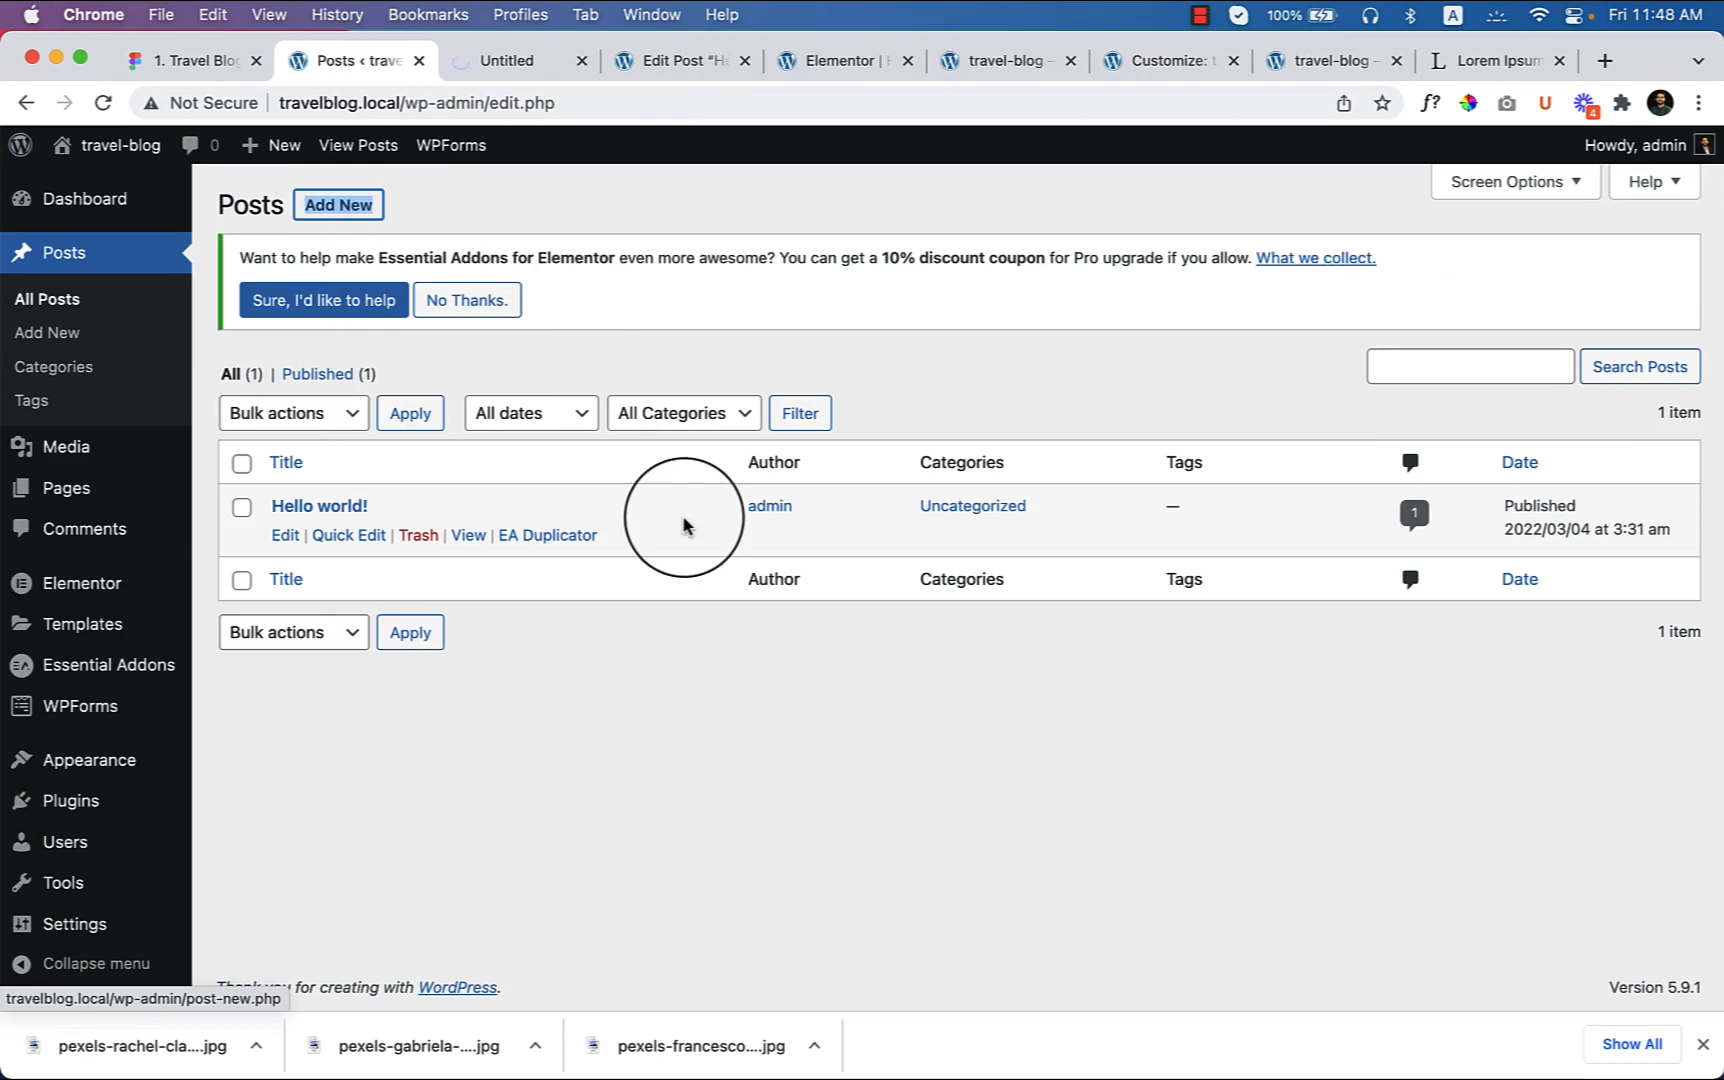 Chrome File Edit View History Bookmarks Profiles Tab Window Help 100% A Fri 11:48 AM
1. Travel Blo Posts ‹ trave Untitled Edit Post “He Elementor | travel-blog - Customize: t travel-blog - Lorem Ipsum
Not Secure travelblog.local/wp-admin/edit.php f? U 4
travel-blog 0 + New View Posts WPForms Howdy, admin
Screen Options Help
Dashboard
Posts
All Posts
Add New
Categories
Tags
Media
Pages
Comments
Elementor
Templates
Essential Addons
WPForms
Appearance
Plugins
Users
Tools
Settings
Collapse menu
Posts Add New
Want to help make Essential Addons for Elementor even more awesome? You can get a 10% discount coupon for Pro upgrade if you allow. What we collect.
Sure, I'd like to help No Thanks.
All (1) | Published (1)
Search Posts
Bulk actions Apply All dates All Categories Filter 1 item
Title Author Categories Tags Date
Hello world! admin Uncategorized — 1 Published
2022/03/04 at 3:31 am
Edit | Quick Edit | Trash | View | EA Duplicator
Title Author Categories Tags Date
Bulk actions Apply 1 item
you for creating with WordPress. Version 5.9.1
travelblog.local/wp-admin/post-new.php
pexels-rachel-cla....jpg pexels-gabriela-....jpg pexels-francesco....jpg Show All